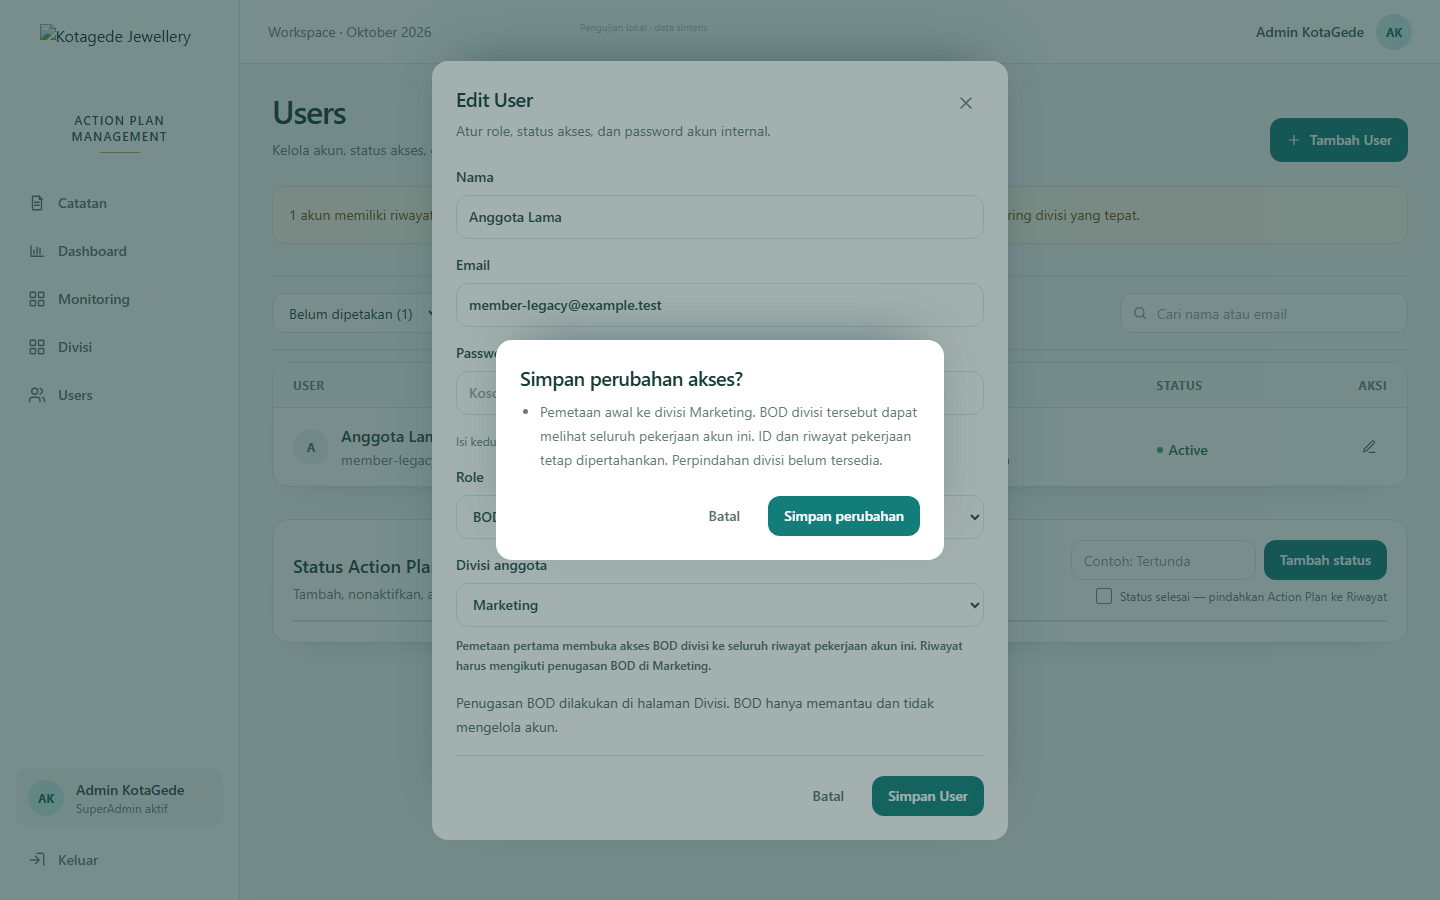 Kotagede Jewellery
ACTION PLAN
MANAGEMENT
Catatan
Dashboard
Monitoring
Divisi
Users
Admin KotaGede
AK
SuperAdmin aktif
Keluar
Workspace · Oktober 2026
Pengujian lokal · data sintetis
Admin KotaGede
AK
Users
Kelola akun, status akses,
Tambah User
1 akun memiliki riwayat
ring divisi yang tepat.
Belum dipetakan (1)
Cari nama atau email
USER
STATUS
AKSI
A
Anggota Lam
member-legacy
Active
Status Action Pla
Tambah, nonaktifkan,
Contoh: Tertunda
Tambah status
Status selesai — pindahkan Action Plan ke Riwayat
Edit User
Atur role, status akses, dan password akun internal.
Nama
Anggota Lama
Email
member-legacy@example.test
Passwo
Koso
Isi kedu
Role
BOD
Divisi anggota
Marketing
Pemetaan pertama membuka akses BOD divisi ke seluruh riwayat pekerjaan akun ini. Riwayat
harus mengikuti penugasan BOD di Marketing.
Penugasan BOD dilakukan di halaman Divisi. BOD hanya memantau dan tidak
mengelola akun.
Batal
Simpan User
Simpan perubahan akses?
Pemetaan awal ke divisi Marketing. BOD divisi tersebut dapat
melihat seluruh pekerjaan akun ini. ID dan riwayat pekerjaan
tetap dipertahankan. Perpindahan divisi belum tersedia.
Batal
Simpan perubahan